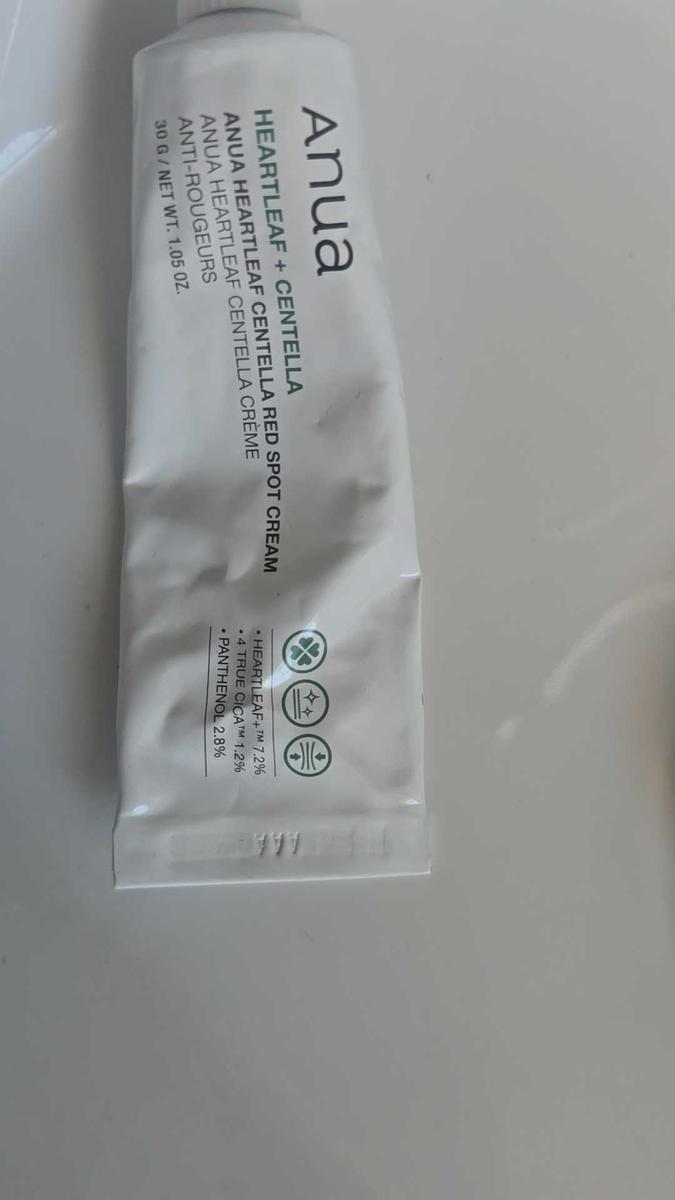 Anua
HEARTLEAF + CENTELLA
ANUA HEARTLEAF CENTELLA RED SPOT CREAM
ANUA HEARTLEAF CENTELLA CRÈME
ANTI-ROUGEURS
30 G / NET WT. 1.05 OZ.
• HEARTLEAF+™ 7.2%
• 4 TRUE CICA™ 1.2%
• PANTHENOL 2.8%